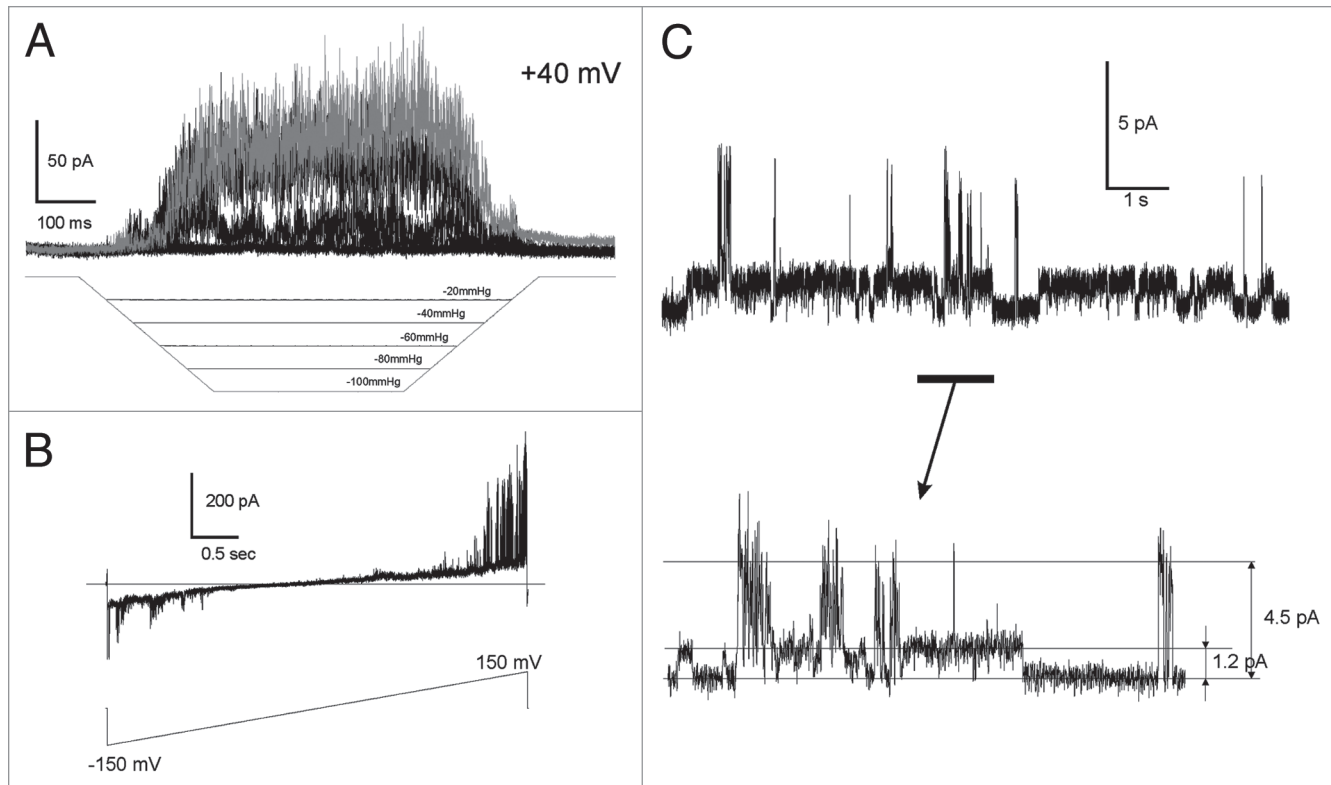 A
+40 mV
50 pA
100 ms
-20mmHg
-40mmHg
-60mmHg
-80mmHg
-100mmHg
B
200 pA
0.5 sec
150 mV
-150 mV
C
5 pA
1 s
4.5 pA
1.2 pA